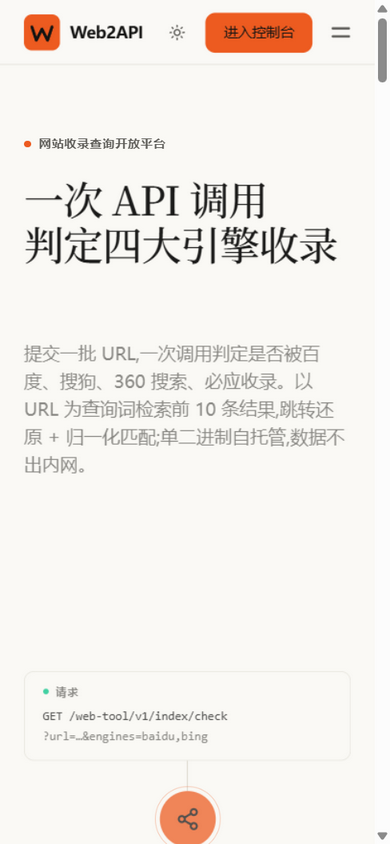 Web2API
进入控制台
网站收录查询开放平台
一次 API 调用
判定四大引擎收录
提交一批 URL,一次调用判定是否被百
度、搜狗、360 搜索、必应收录。以
URL 为查询词检索前 10 条结果,跳转还
原 + 归一化匹配;单二进制自托管,数据不
出内网。
请求
GET /web-tool/v1/index/check
?url=…&engines=baidu,bing